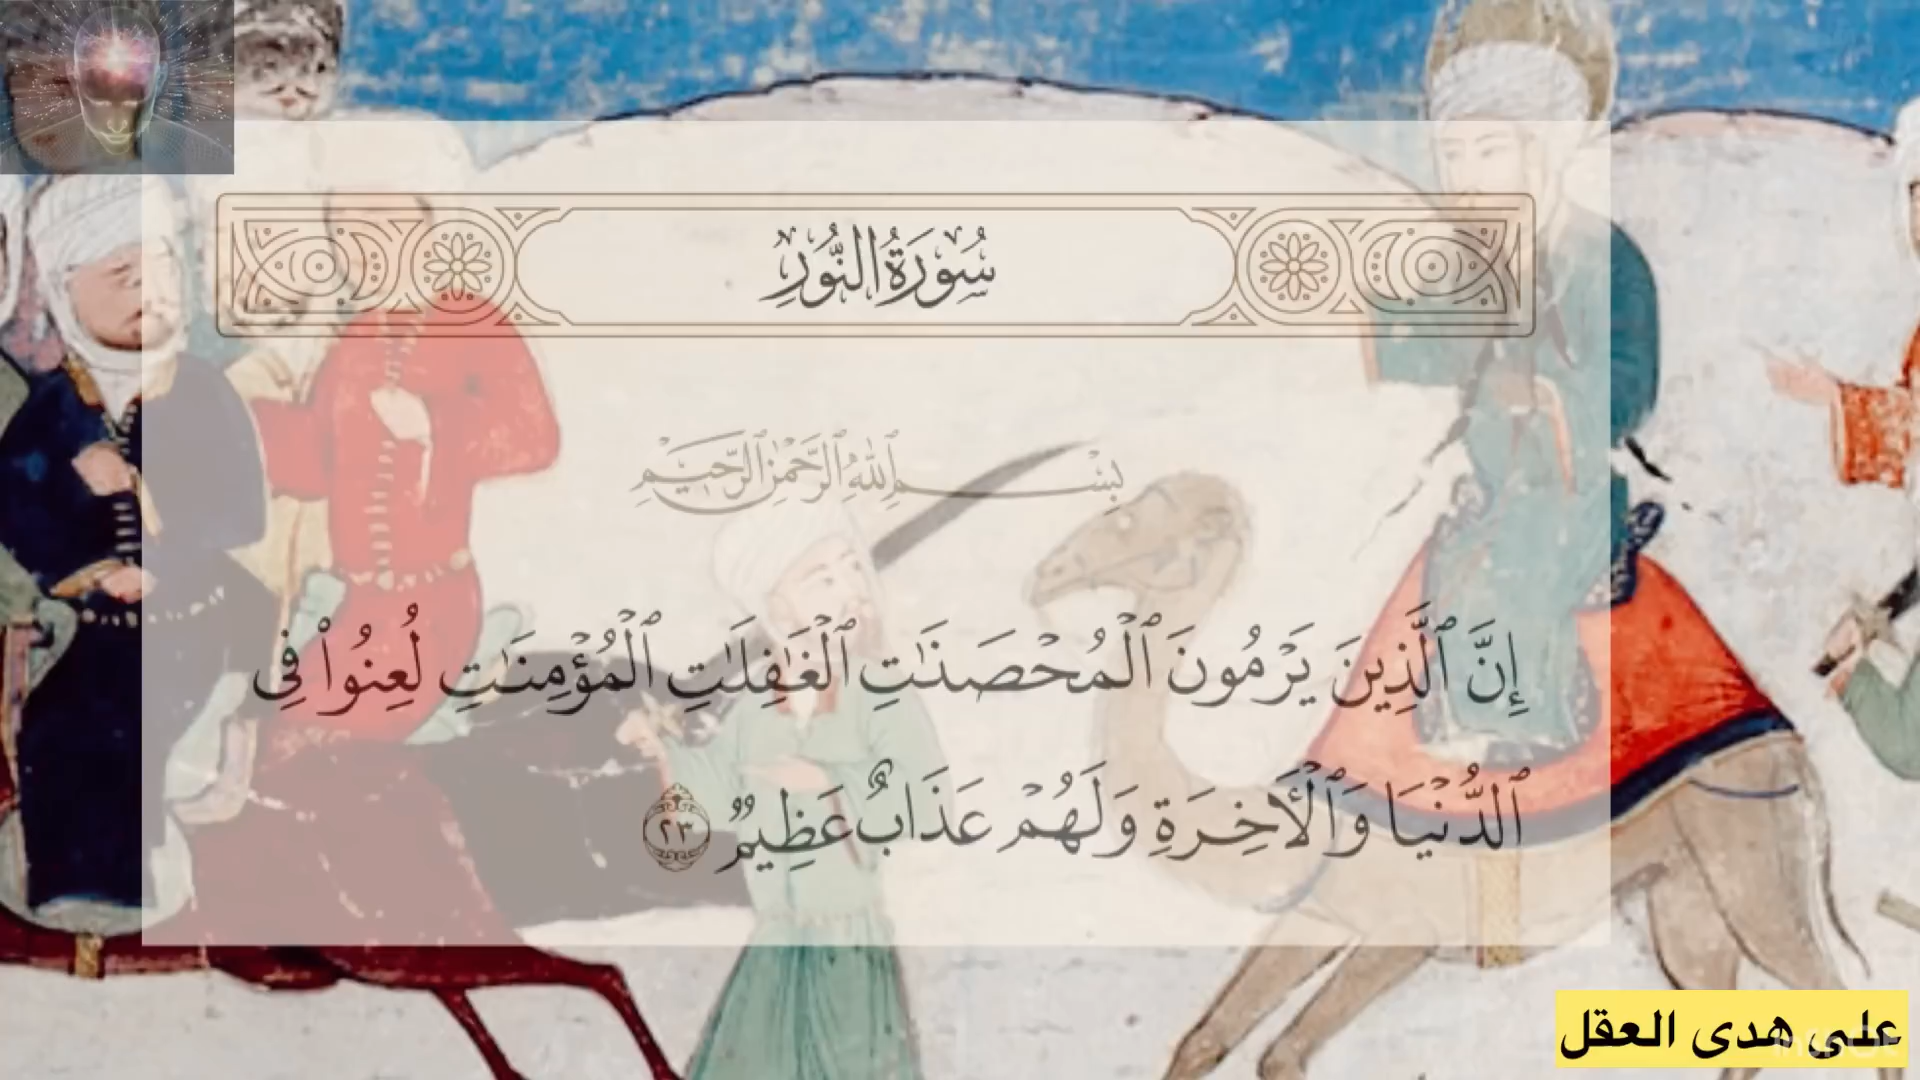 سُورَةُ النُّورِ
بِسْمِ ٱللَّهِ ٱلرَّحْمَٰنِ ٱلرَّحِيمِ
إِنَّ ٱلَّذِينَ يَرْمُونَ ٱلْمُحْصَنَٰتِ ٱلْغَٰفِلَٰتِ ٱلْمُؤْمِنَٰتِ لُعِنُوا۟ فِى
ٱلدُّنْيَا وَٱلْءَاخِرَةِ وَلَهُمْ عَذَابٌ عَظِيمٌ ٢٣
على هدى العقل